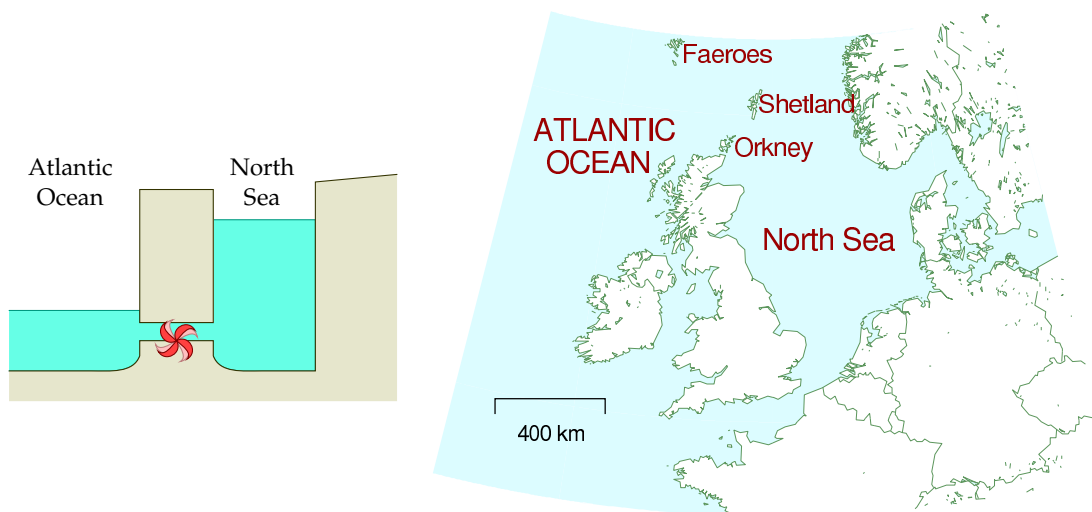 Atlantic
Ocean
North
Sea
Faeroes
Shetland
ATLANTIC
OCEAN
Orkney
North Sea
400 km